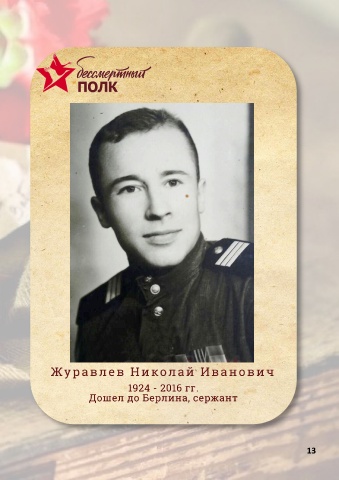 бессмертный
ПОЛК
Журавлев Николай Иванович
1924 - 2016 гг.
Дошел до Берлина, сержант
13